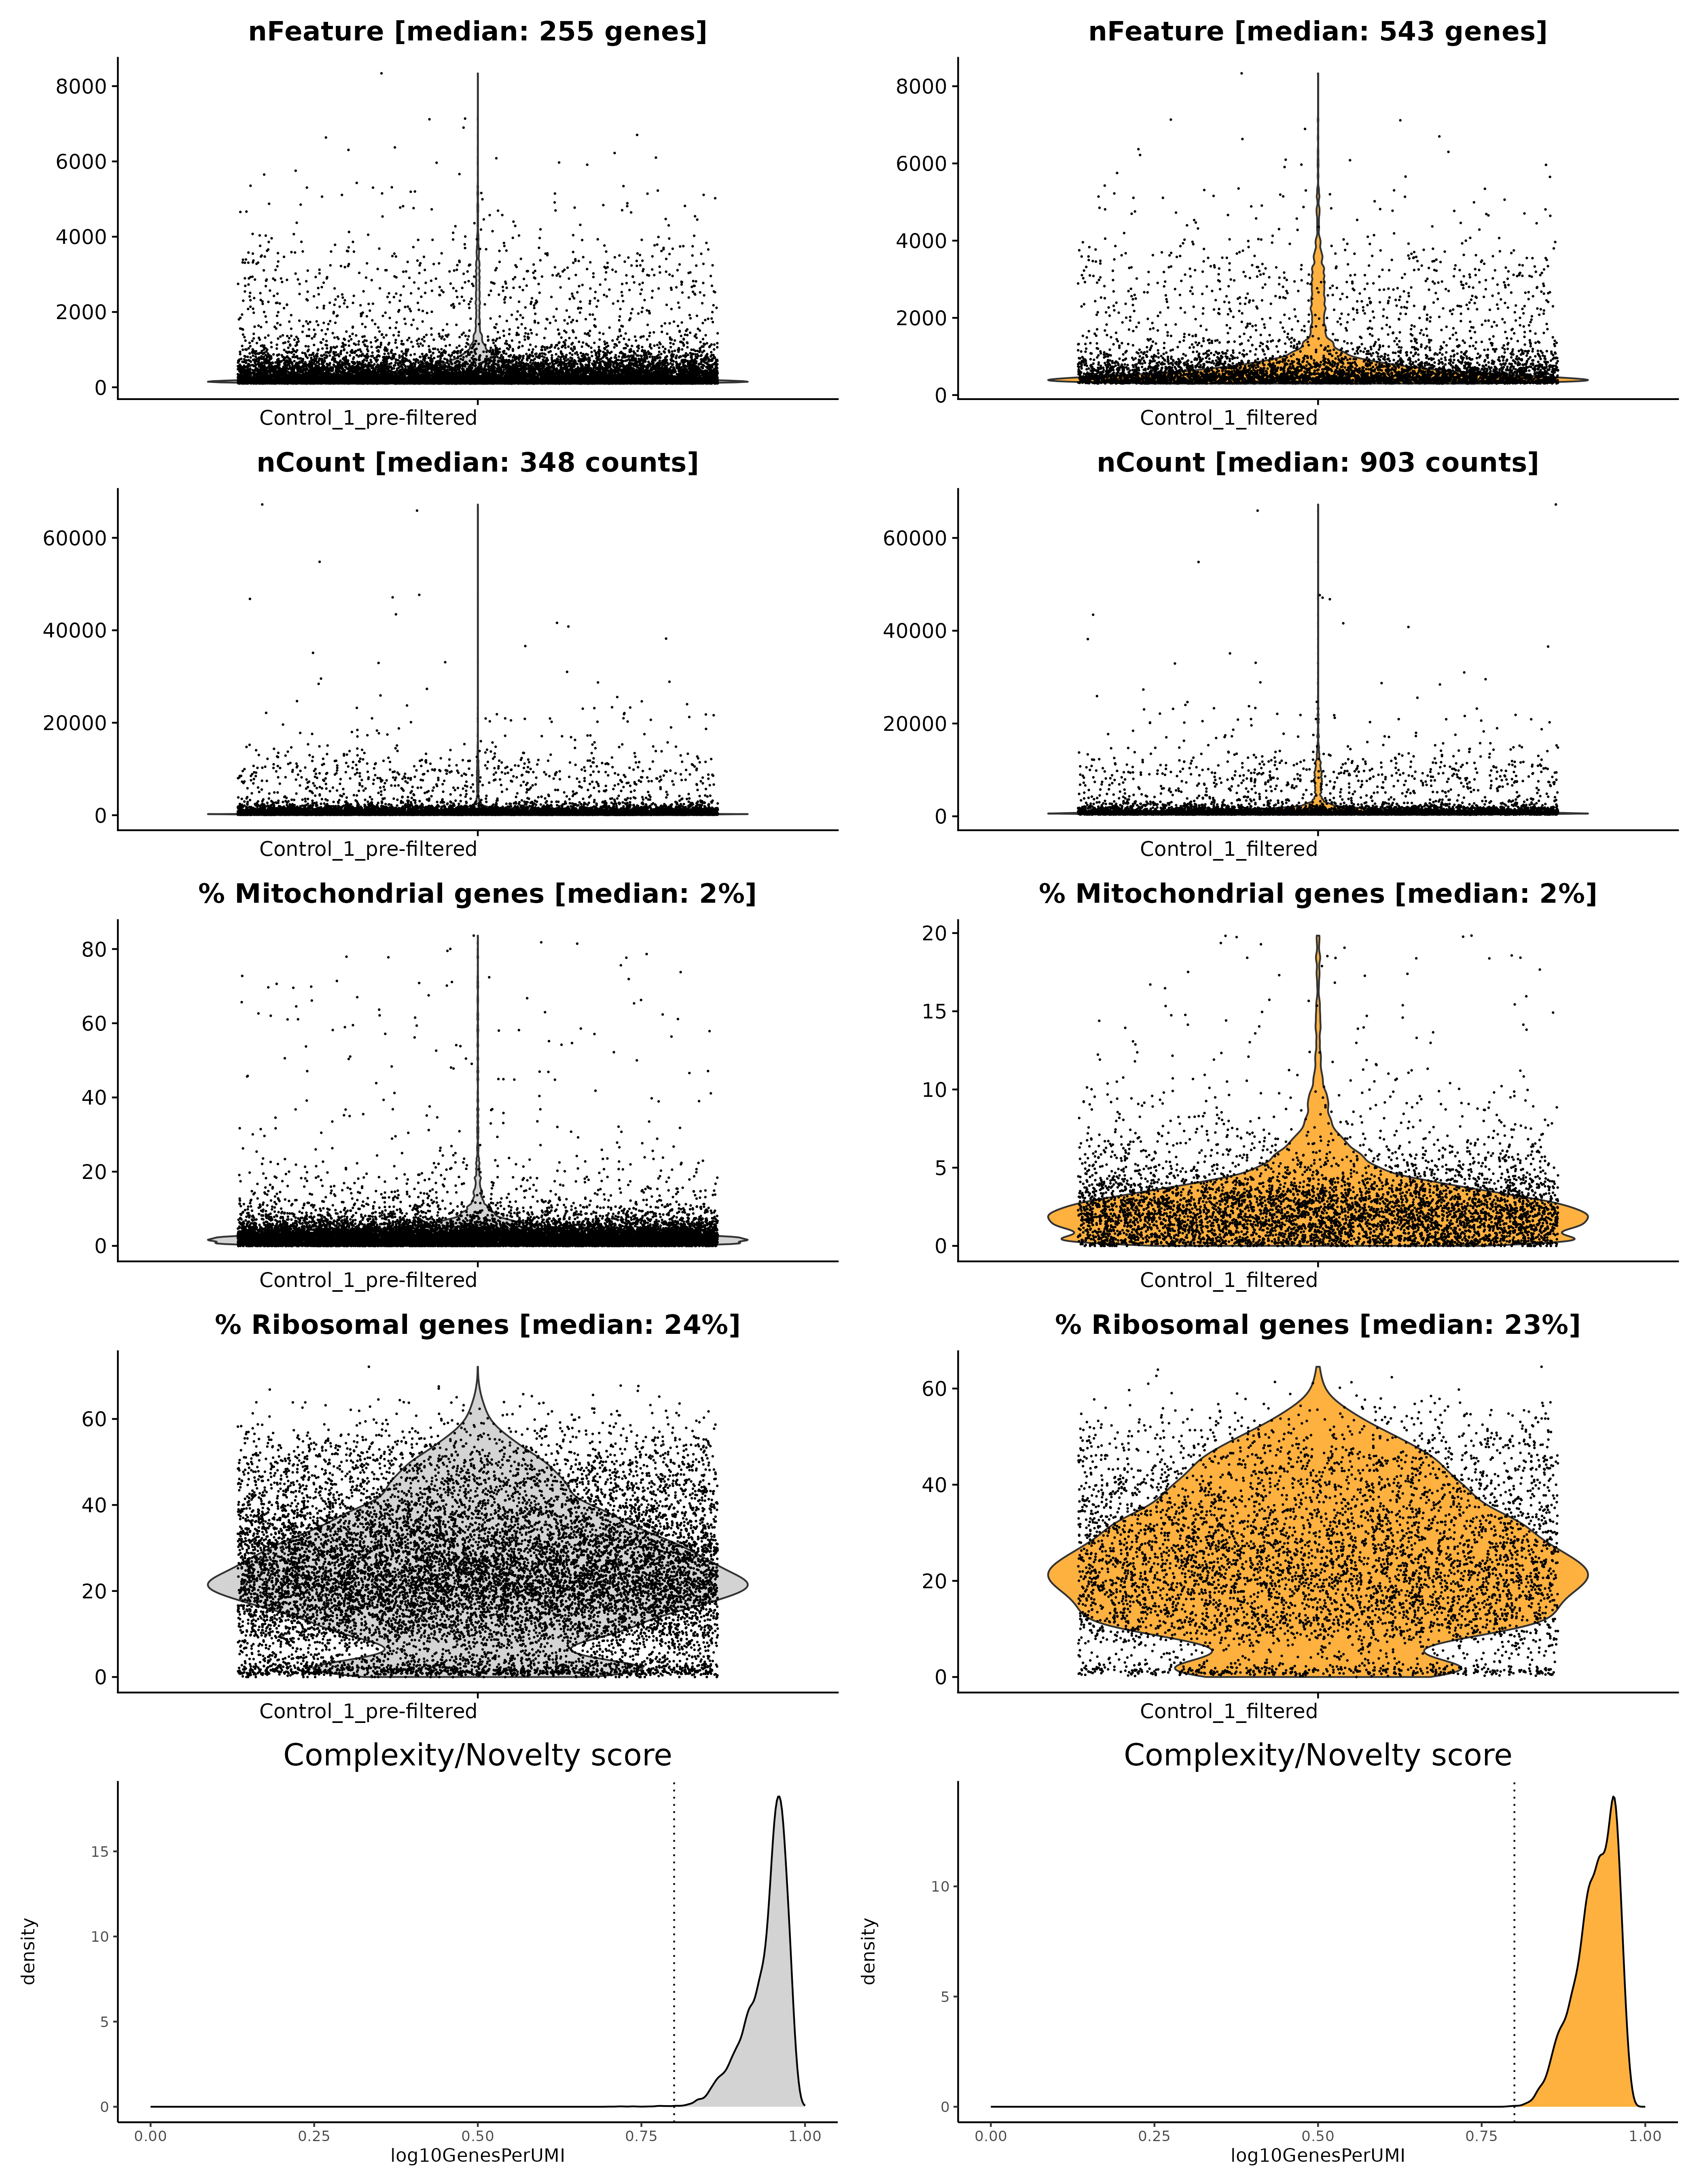 nFeature [median: 255 genes]
8000
6000
4000
2000
0
Control_1_pre-filtered
nFeature [median: 543 genes]
8000
6000
4000
2000
0
Control_1_filtered
nCount [median: 348 counts]
60000
40000
20000
0
Control_1_pre-filtered
nCount [median: 903 counts]
60000
40000
20000
0
Control_1_filtered
% Mitochondrial genes [median: 2%]
80
60
40
20
0
Control_1_pre-filtered
% Mitochondrial genes [median: 2%]
20
15
10
5
0
Control_1_filtered
% Ribosomal genes [median: 24%]
60
40
20
0
Control_1_pre-filtered
% Ribosomal genes [median: 23%]
60
40
20
0
Control_1_filtered
Complexity/Novelty score
density
15
10
5
0
0.00 0.25 0.50 0.75 1.00
log10GenesPerUMI
Complexity/Novelty score
density
10
5
0
0.00 0.25 0.50 0.75 1.00
log10GenesPerUMI